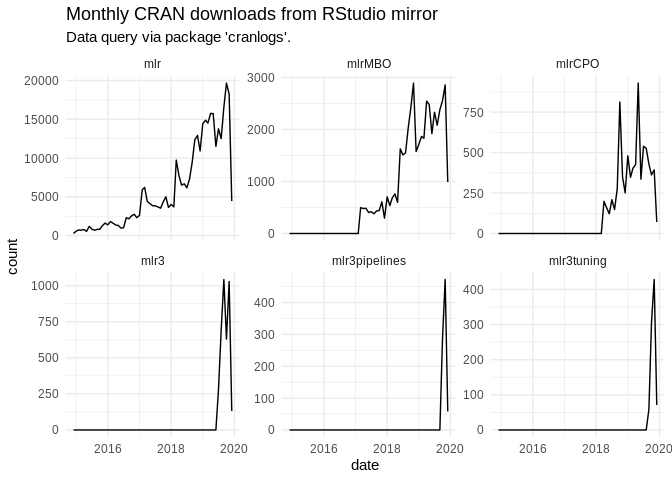 Monthly CRAN downloads from RStudio mirror
Data query via package 'cranlogs'.
mlr
mlrMBO
mlrCPO
20000
15000
10000
5000
0
3000
2000
1000
0
750
500
250
0
count
mlr3
mlr3pipelines
mlr3tuning
1000
750
500
250
0
400
300
200
100
0
400
300
200
100
0
2016 2018 2020
2016 2018 2020
2016 2018 2020
date